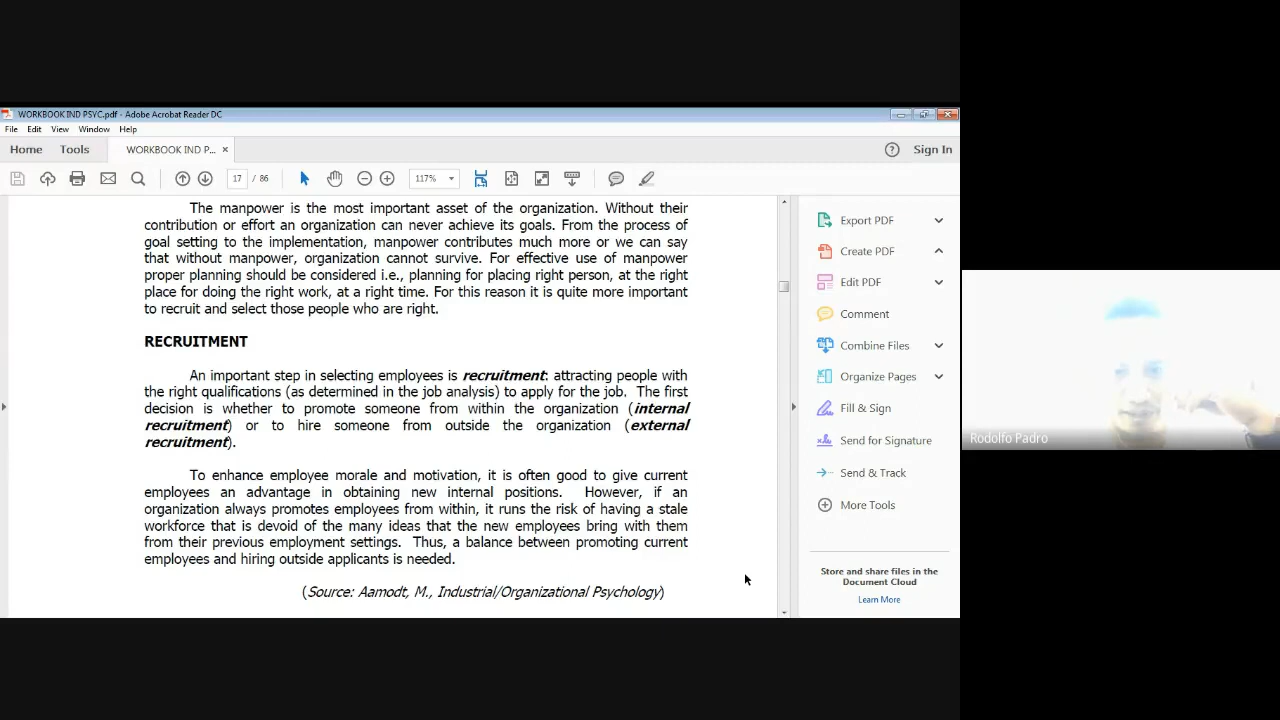 WORKBOOK IND PSYC.pdf - Adobe Acrobat Reader DC
File Edit View Window Help
Home Tools WORKBOOK IND P... × Sign In
17 / 86 117%
The manpower is the most important asset of the organization. Without their
contribution or effort an organization can never achieve its goals. From the process of
goal setting to the implementation, manpower contributes much more or we can say
that without manpower, organization cannot survive. For effective use of manpower
proper planning should be considered i.e., planning for placing right person, at the right
place for doing the right work, at a right time. For this reason it is quite more important
to recruit and select those people who are right.
RECRUITMENT
An important step in selecting employees is recruitment: attracting people with
the right qualifications (as determined in the job analysis) to apply for the job. The first
decision is whether to promote someone from within the organization (internal
recruitment) or to hire someone from outside the organization (external
recruitment).
To enhance employee morale and motivation, it is often good to give current
employees an advantage in obtaining new internal positions. However, if an
organization always promotes employees from within, it runs the risk of having a stale
workforce that is devoid of the many ideas that the new employees bring with them
from their previous employment settings. Thus, a balance between promoting current
employees and hiring outside applicants is needed.
(Source: Aamodt, M., Industrial/Organizational Psychology)
Export PDF
Create PDF
Edit PDF
Comment
Combine Files
Organize Pages
Fill & Sign
Send for Signature
Send & Track
More Tools
Store and share files in the
Document Cloud
Learn More
Rodolfo Padro